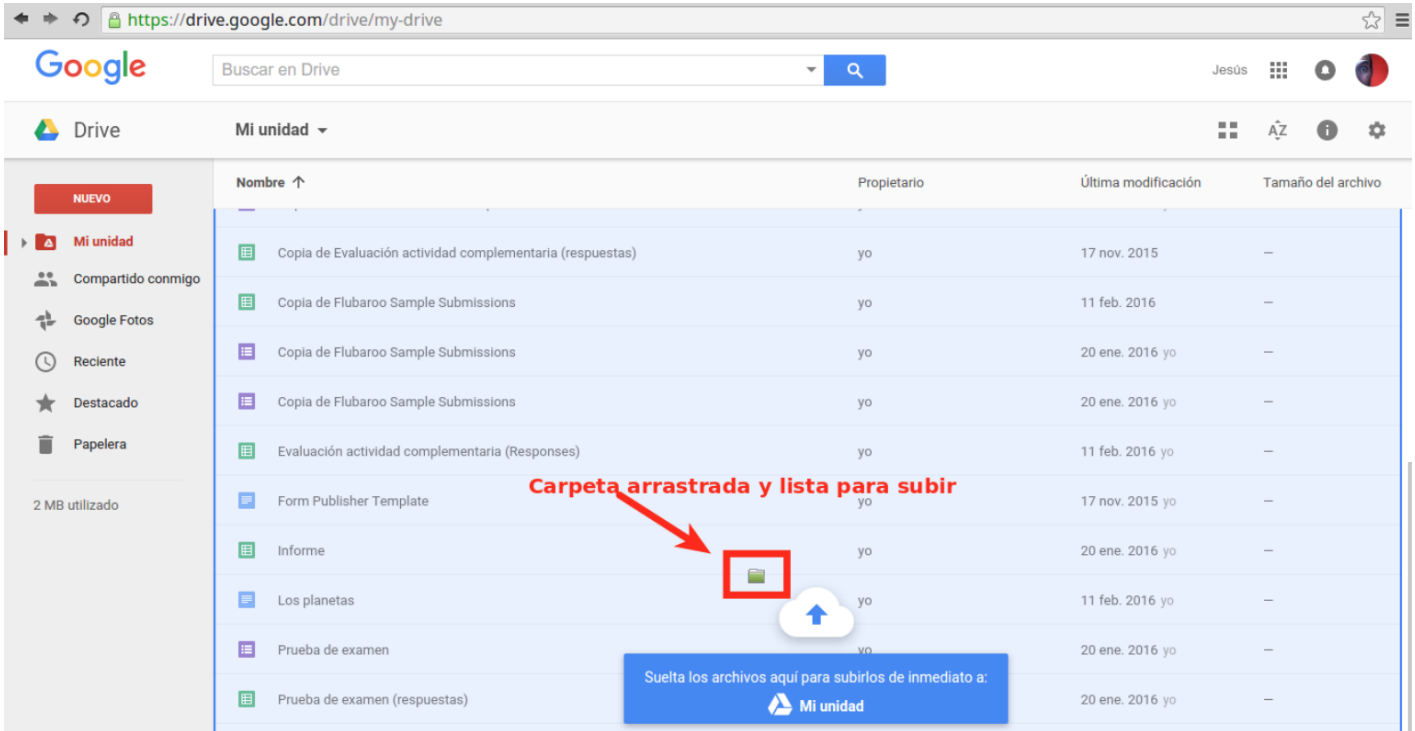 https://drive.google.com/drive/my-drive
Google Buscar en Drive Jesús
Drive Mi unidad AZ
NUEVO
Mi unidad
Compartido conmigo
Google Fotos
Reciente
Destacado
Papelera
2 MB utilizado
Nombre Propietario Última modificación Tamaño del archivo
Copia de Evaluación actividad complementaria (respuestas) yo 17 nov. 2015 —
Copia de Flubaroo Sample Submissions yo 11 feb. 2016 —
Copia de Flubaroo Sample Submissions yo 20 ene. 2016 yo —
Copia de Flubaroo Sample Submissions yo 20 ene. 2016 yo —
Evaluación actividad complementaria (Responses) yo 11 feb. 2016 yo —
Carpeta arrastrada y lista para subir
Form Publisher Template yo 17 nov. 2015 yo —
Informe yo 20 ene. 2016 yo —
Los planetas yo 11 feb. 2016 yo —
Prueba de examen yo 20 ene. 2016 yo —
Prueba de examen (respuestas) 20 ene. 2016 yo —
Suelta los archivos aquí para subirlos de inmediato a:
Mi unidad